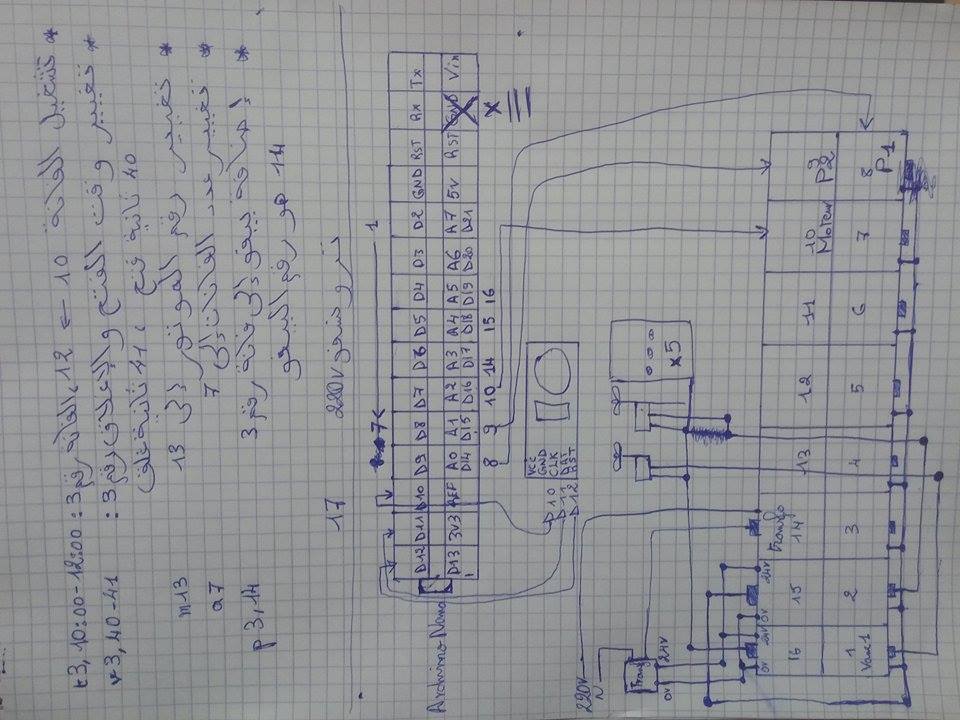 * تشغيل الفانة 10 ← 12، الفانة رقم 3 : t3, 10:00-12:00
* تغيير وقت الفتح والإغلاق رقم 3 : v3, 40-41
40 ثانية فتح ، 41 ثانية غلق
* تغيير رقم الموتور إلى 13 m13
* تغيير عدد الفانات إلى 7 a7
* إضافة بيفو إلى فانة رقم 3 p 3,14
14 هو رقم البيفو
220v 17
7 ← 1
Arduino Nano
D12 D11 D10 D9 D8 D7 D6 D5 D4 D3 D2 GND RST Rx Tx
D13 3V3 REF A0 A1 A2 A3 A4 A5 A6 A7 5V RST GND Vin
D14 D15 D16 D17 D18 D19 D20 D21
8 9 10 14 15 16 x
VCC
GND
D10 CLK
D11 DAT
D12 RST
220v
N
Transf
0v 24v
x5
0v 24v 0v 24v Transfo
16 15 14 13 12 11 10 Moteur 9 P2
1 Vane1 2 3 4 5 6 7 8 P1